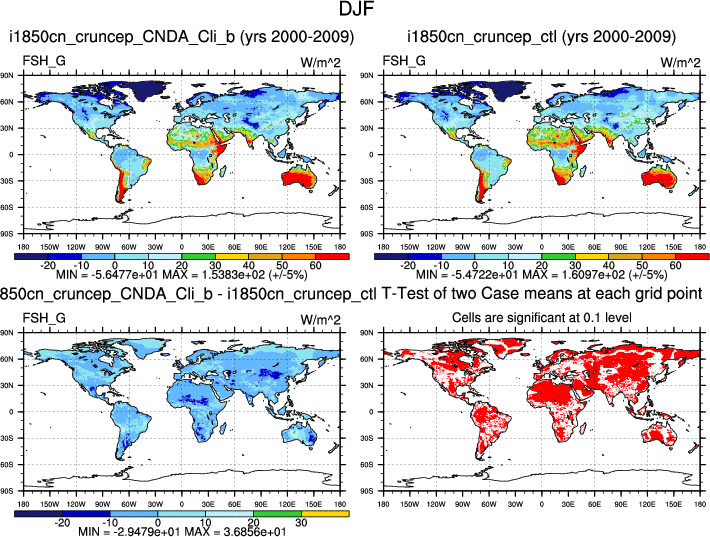 DJF
i1850cn_cruncep_CNDA_Cli_b (yrs 2000-2009)
i1850cn_cruncep_ctl (yrs 2000-2009)
FSH_G W/m^2
FSH_G W/m^2
90N
60N
30N
0
30S
60S
90S
180 150W 120W 90W 60W 30W 0 30E 60E 90E 120E 150E 180
90N
60N
30N
0
30S
60S
90S
180 150W 120W 90W 60W 30W 0 30E 60E 90E 120E 150E 180
-20 -10 10 20 30 40 50 60
MIN = -5.6477e+01 MAX = 1.5383e+02 (+/-5%)
-20 -10 10 20 30 40 50 60
MIN = -5.4722e+01 MAX = 1.6097e+02 (+/-5%)
850cn_cruncep_CNDA_Cli_b - i1850cn_cruncep_ctl
T-Test of two Case means at each grid point
FSH_G W/m^2
Cells are significant at 0.1 level
90N
60N
30N
0
30S
60S
90S
180 150W 120W 90W 60W 30W 0 30E 60E 90E 120E 150E 180
90N
60N
30N
0
30S
60S
90S
180 150W 120W 90W 60W 30W 0 30E 60E 90E 120E 150E 180
-20 -10 0 10 20 30
MIN = -2.9479e+01 MAX = 3.6856e+01